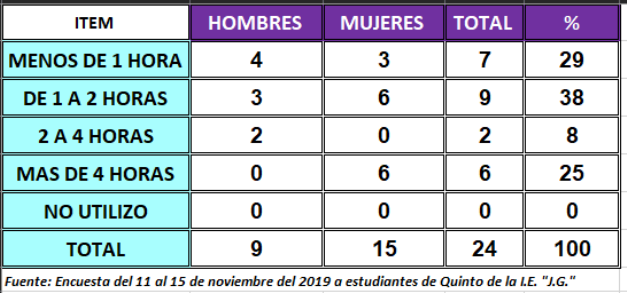 ITEM HOMBRES MUJERES TOTAL %
MENOS DE 1 HORA 4 3 7 29
DE 1 A 2 HORAS 3 6 9 38
2 A 4 HORAS 2 0 2 8
MAS DE 4 HORAS 0 6 6 25
NO UTILIZO 0 0 0 0
TOTAL 9 15 24 100
Fuente: Encuesta del 11 al 15 de noviembre del 2019 a estudiantes de Quinto de la I.E. "J.G."